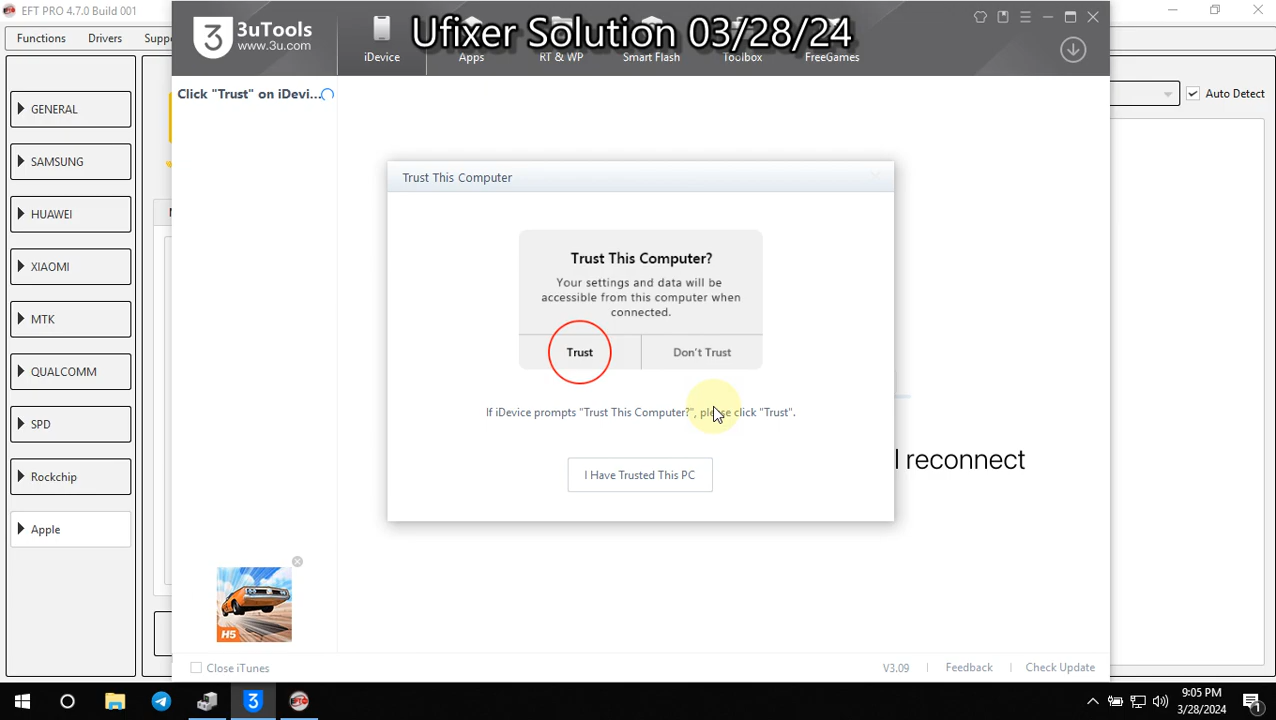 EFT PRO 4.7.0 Build 001
Functions
Drivers
3uTools
www.3u.com
Ufixer Solution 03/28/24
iDevice
Apps
RT & WP
Smart Flash
Toolbox
FreeGames
Click "Trust" on iDevi...
Auto Detect
GENERAL
SAMSUNG
HUAWEI
XIAOMI
MTK
QUALCOMM
SPD
Rockchip
Apple
Trust This Computer
Trust This Computer?
Your settings and data will be
accessible from this computer when
connected.
Trust
Don't Trust
If iDevice prompts "Trust This Computer?", please click "Trust".
reconnect
I Have Trusted This PC
H5
Close iTunes
V3.09
Feedback
Check Update
9:05 PM
3/28/2024